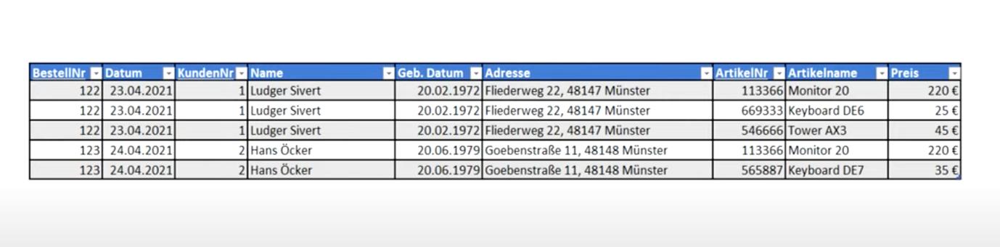 BestellNr Datum KundenNr Name Geb. Datum Adresse ArtikelNr Artikelname Preis
122 23.04.2021 1 Ludger Sivert 20.02.1972 Fliederweg 22, 48147 Münster 113366 Monitor 20 220 €
122 23.04.2021 1 Ludger Sivert 20.02.1972 Fliederweg 22, 48147 Münster 669333 Keyboard DE6 25 €
122 23.04.2021 1 Ludger Sivert 20.02.1972 Fliederweg 22, 48147 Münster 546666 Tower AX3 45 €
123 24.04.2021 2 Hans Öcker 20.06.1979 Goebenstraße 11, 48148 Münster 113366 Monitor 20 220 €
123 24.04.2021 2 Hans Öcker 20.06.1979 Goebenstraße 11, 48148 Münster 565887 Keyboard DE7 35 €